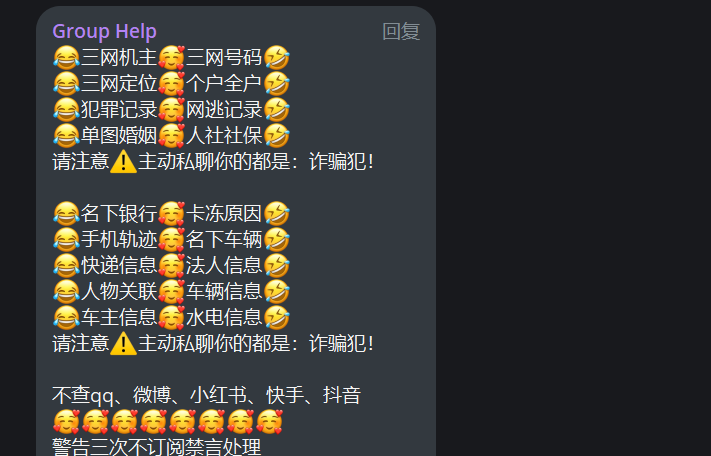 Group Help
回复
😂三网机主🥰三网号码🤣
😂三网定位🥰个户全户🤣
😂犯罪记录🥰网逃记录🤣
😂单图婚姻🥰人社社保🤣
请注意⚠️主动私聊你的都是：诈骗犯！
😂名下银行🥰卡冻原因🤣
😂手机轨迹🥰名下车辆🤣
😂快递信息🥰法人信息🤣
😂人物关联🥰车辆信息🤣
😂车主信息🥰水电信息🤣
请注意⚠️主动私聊你的都是：诈骗犯！
不查qq、微博、小红书、快手、抖音
🥰🥰🥰🥰🥰🥰🥰🥰
警告三次不订阅禁言处理